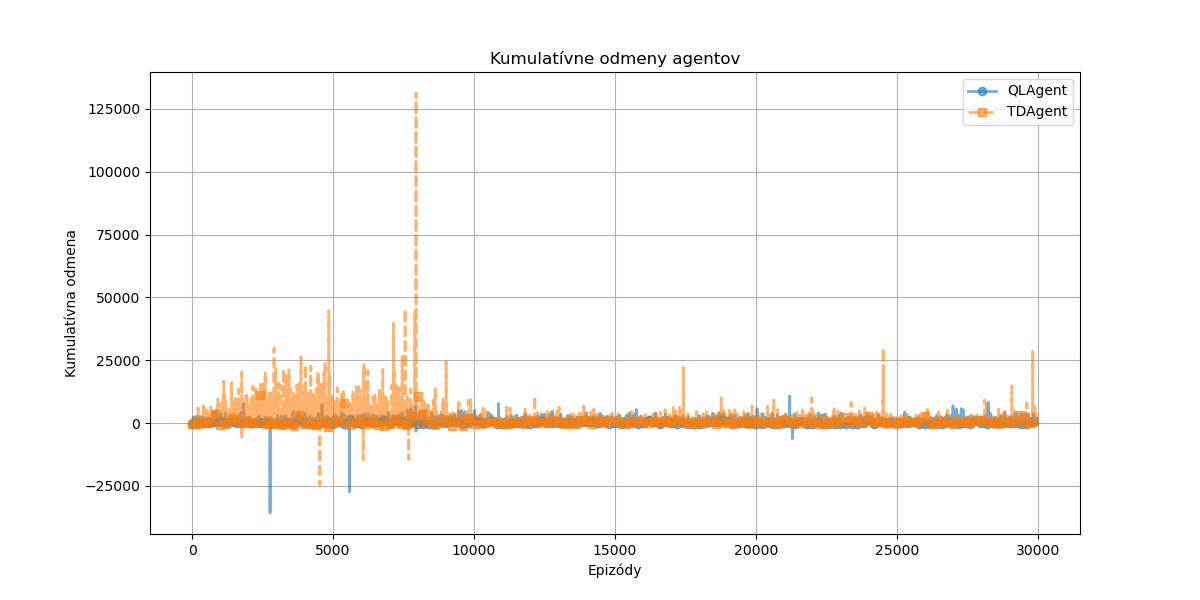 Kumulatívne odmeny agentov
QLAgent
TDAgent
125000
100000
75000
50000
25000
0
−25000
Kumulatívna odmena
0
5000
10000
15000
20000
25000
30000
Epizódy